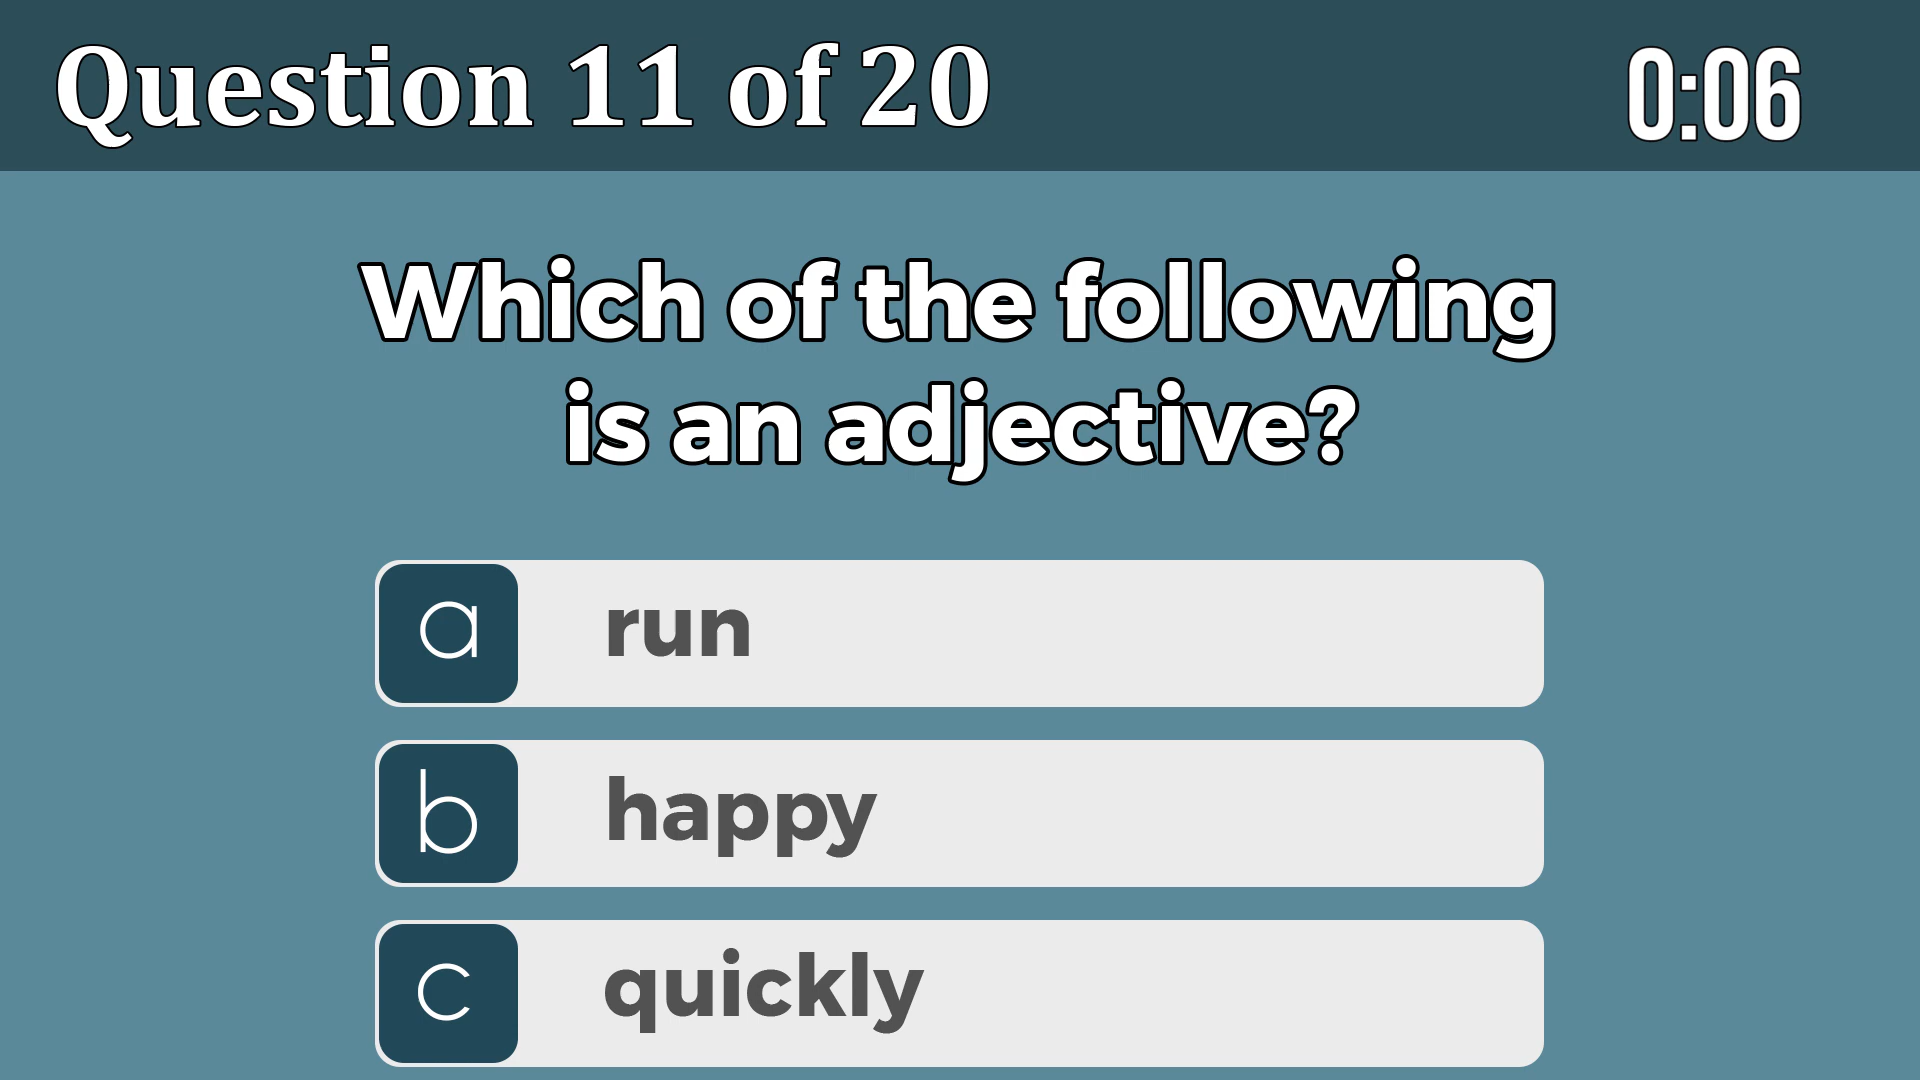 Question 11 of 20
0:06
Which of the following
is an adjective?
a run
b happy
c quickly